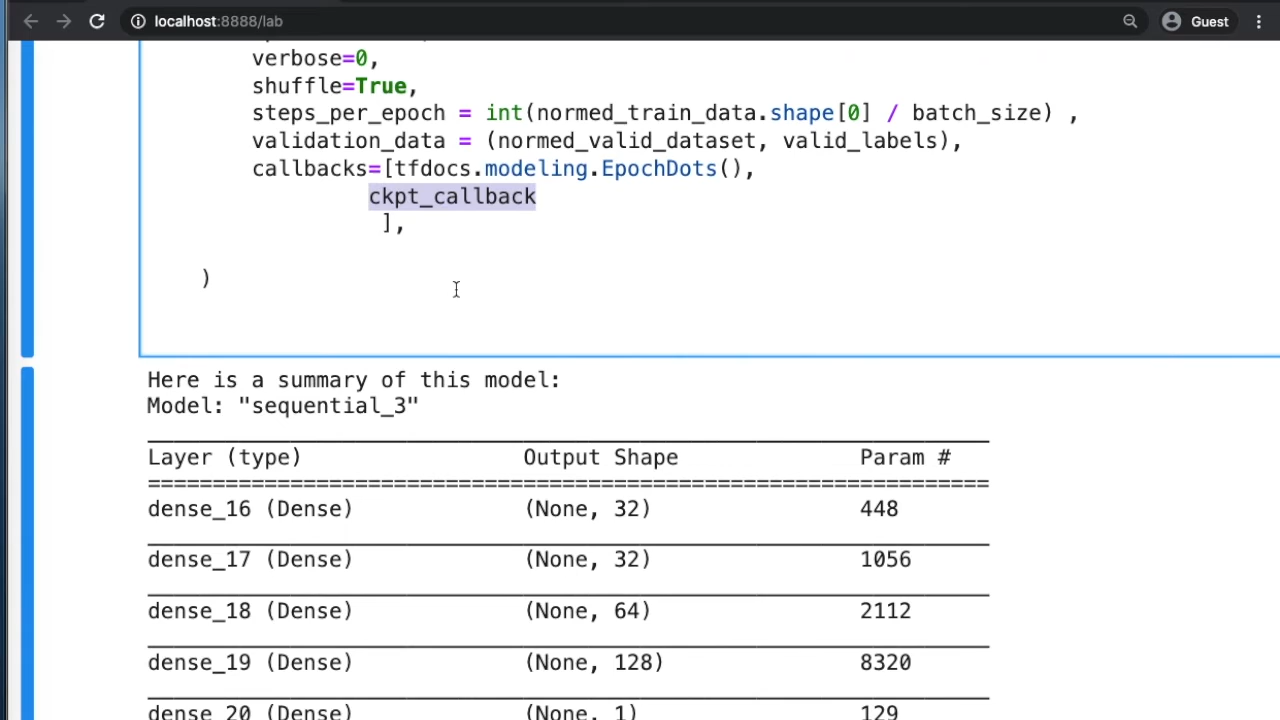 localhost:8888/lab
Guest
verbose=0,
shuffle=True,
steps_per_epoch = int(normed_train_data.shape[0] / batch_size) ,
validation_data = (normed_valid_dataset, valid_labels),
callbacks=[tfdocs.modeling.EpochDots(),
ckpt_callback
],
)
Here is a summary of this model:
Model: "sequential_3"
Layer (type) Output Shape Param #
=================================================================
dense_16 (Dense) (None, 32) 448
dense_17 (Dense) (None, 32) 1056
dense_18 (Dense) (None, 64) 2112
dense_19 (Dense) (None, 128) 8320
dense_20 (Dense) (None, 1) 129